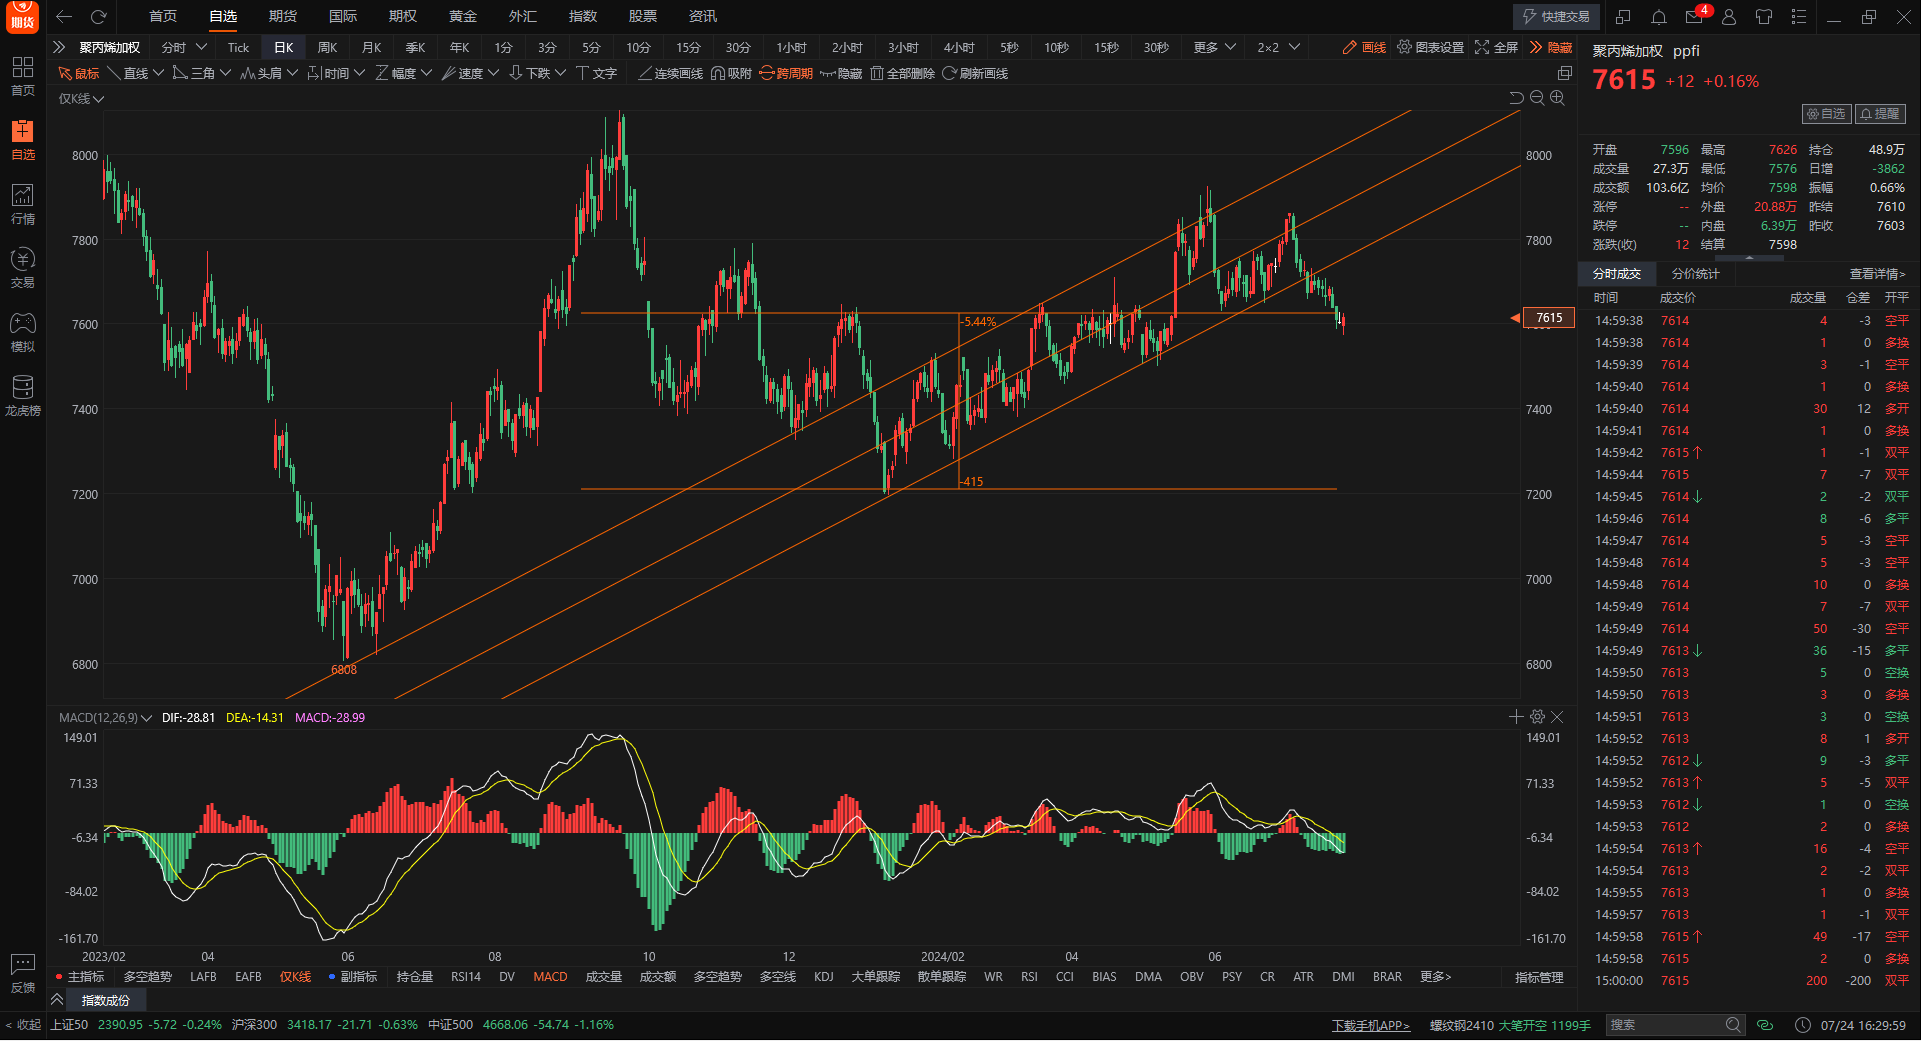 期货 首页 自选 期货 国际 期权 黄金 外汇 指数 股票 资讯 快捷交易 4
聚丙烯加权 分时 Tick 日K 周K 月K 季K 年K 1分 3分 5分 10分 15分 30分 1小时 2小时 3小时 4小时 5秒 10秒 15秒 30秒 更多 2×2 画线 图表设置 全屏 隐藏
鼠标 直线 三角 头肩 时间 幅度 速度 下跌 文字 连续画线 吸附 跨周期 隐藏 全部删除 刷新画线
首页
自选
行情
交易
模拟
龙虎榜
反馈
< 收起
仅K线
8000 8000
7800 7800
7600
7400 7400
7200 7200
7000 7000
6800 6800
-5.44%
-415
6808
7615
MACD(12,26,9) DIF:-28.81 DEA:-14.31 MACD:-28.99
149.01 149.01
71.33 71.33
-6.34 -6.34
-84.02 -84.02
-161.70 -161.70
2023/02 04 06 08 10 12 2024/02 04 06
主指标 多空趋势 LAFB EAFB 仅K线 副指标 持仓量 RSI14 DV MACD 成交量 成交额 多空趋势 多空线 KDJ 大单跟踪 散单跟踪 WR RSI CCI BIAS DMA OBV PSY CR ATR DMI BRAR 更多> 指标管理
指数成份
聚丙烯加权 ppfi
7615 +12 +0.16%
自选 提醒
开盘 7596 最高 7626 持仓 48.9万
成交量 27.3万 最低 7576 日增 -3862
成交额 103.6亿 均价 7598 振幅 0.66%
涨停 -- 外盘 20.88万 昨结 7610
跌停 -- 内盘 6.39万 昨收 7603
涨跌(收) 12 结算 7598
分时成交 分价统计 查看详情>
时间 成交价 成交量 仓差 开平
14:59:38 7614 4 -3 空平
14:59:38 7614 1 0 多换
14:59:39 7614 3 -1 空平
14:59:40 7614 1 0 多换
14:59:40 7614 30 12 多开
14:59:41 7614 1 0 多换
14:59:42 7615↑ 1 -1 双平
14:59:44 7615 7 -7 双平
14:59:45 7614↓ 2 -2 双平
14:59:46 7614 8 -6 多平
14:59:47 7614 5 -3 空平
14:59:48 7614 5 -3 空平
14:59:48 7614 10 0 多换
14:59:49 7614 7 -7 双平
14:59:49 7614 50 -30 空平
14:59:49 7613↓ 36 -15 多平
14:59:50 7613 5 0 空换
14:59:50 7613 3 0 多换
14:59:51 7613 3 0 空换
14:59:52 7613 8 1 多开
14:59:52 7612↓ 9 -3 多平
14:59:52 7613↑ 5 -5 双平
14:59:53 7612↓ 1 0 空换
14:59:53 7612 2 0 多换
14:59:54 7613↑ 16 -4 空平
14:59:54 7613 2 -2 双平
14:59:55 7613 1 0 多换
14:59:57 7613 1 -1 双平
14:59:58 7615↑ 49 -17 空平
14:59:58 7615 2 0 多换
15:00:00 7615 200 -200 双平
上证50 2390.95 -5.72 -0.24% 沪深300 3418.17 -21.71 -0.63% 中证500 4668.06 -54.74 -1.16% 下载手机APP> 螺纹钢2410 大笔开空 1199手 搜索 07/24 16:29:59